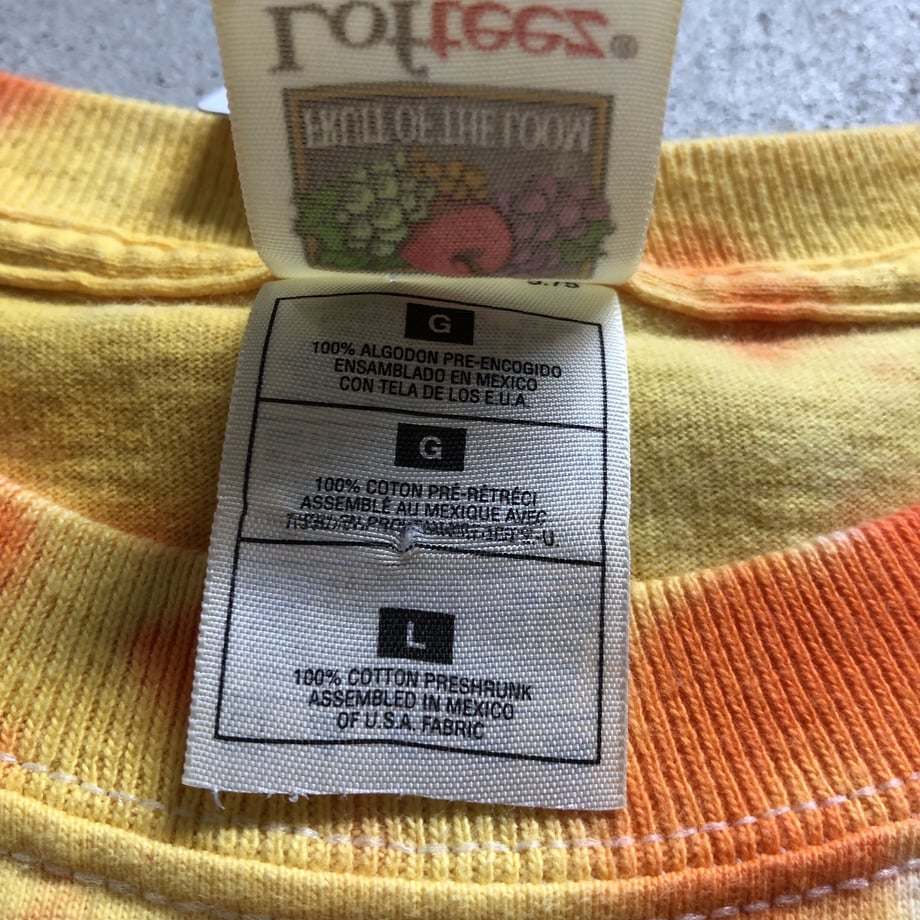 Lofteez®
FRUIT OF THE LOOM
G
100% ALGODON PRE-ENCOGIDO
ENSAMBLADO EN MEXICO
CON TELA DE LOS E.U.A.
G
100% COTON PRÉ-RÉTRÉCI
ASSEMBLÉ AU MEXIQUE AVEC
L
100% COTTON PRESHRUNK
ASSEMBLED IN MEXICO
OF U.S.A. FABRIC